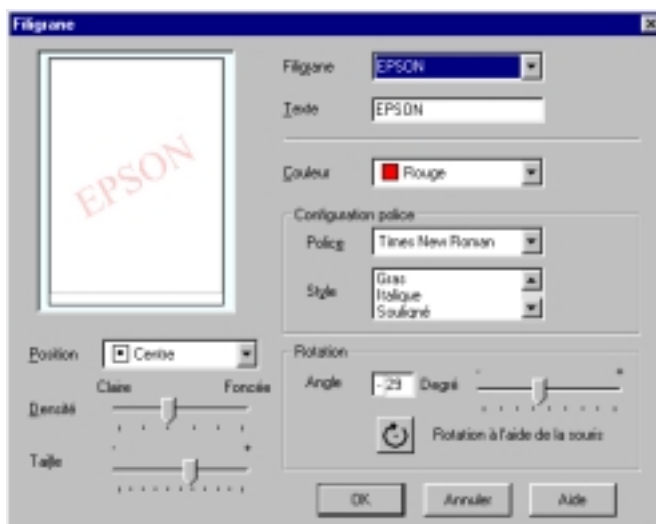 Filigrane
EPSON
Filigrane EPSON
Texte EPSON
Couleur Rouge
Configuration police
Police Times New Roman
Style Gras
Italique
Souligné
Position Centre
Claire Foncée
Densité
Taille
- +
Rotation
Angle -29 Degré - +
Rotation à l'aide de la souris
OK Annuler Aide